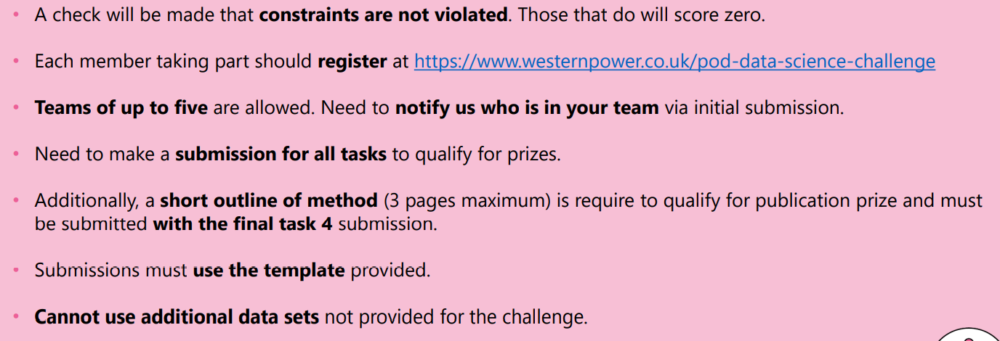 • A check will be made that constraints are not violated. Those that do will score zero.
• Each member taking part should register at https://www.westernpower.co.uk/pod-data-science-challenge
• Teams of up to five are allowed. Need to notify us who is in your team via initial submission.
• Need to make a submission for all tasks to qualify for prizes.
• Additionally, a short outline of method (3 pages maximum) is require to qualify for publication prize and must
be submitted with the final task 4 submission.
• Submissions must use the template provided.
• Cannot use additional data sets not provided for the challenge.